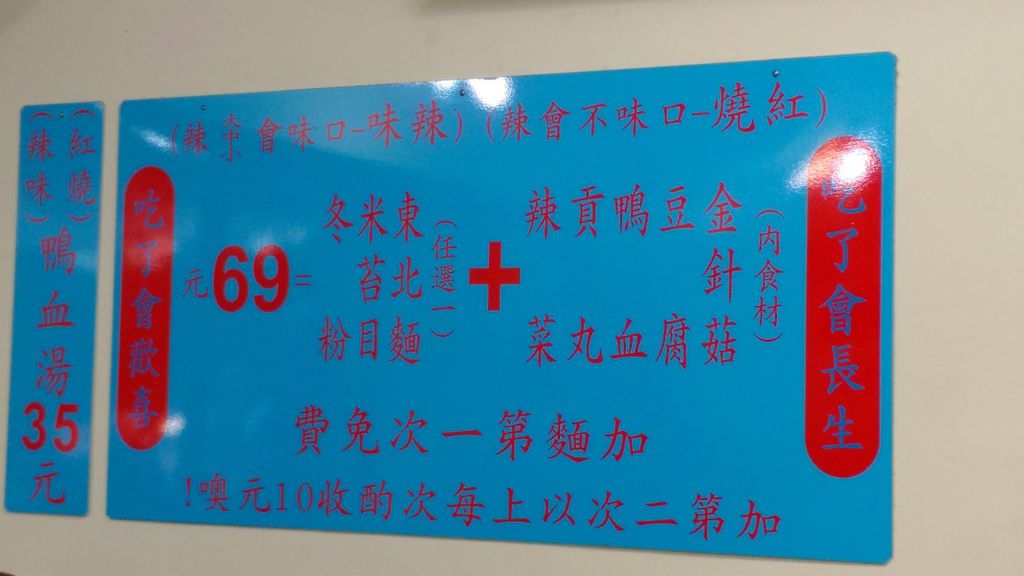 (紅燒-口味不會辣) (辣味-口味會大中小辣)
吃了會長生
(內食材)
金針菇
豆腐
鴨血
貢丸
辣菜
+
(任選一)
東北麵
米苔目
冬粉
=69元
吃了會歡喜
加麵第一次免費
加第二次以上每次酌收10元噢!
(紅燒)
(辣味)
鴨血湯35元